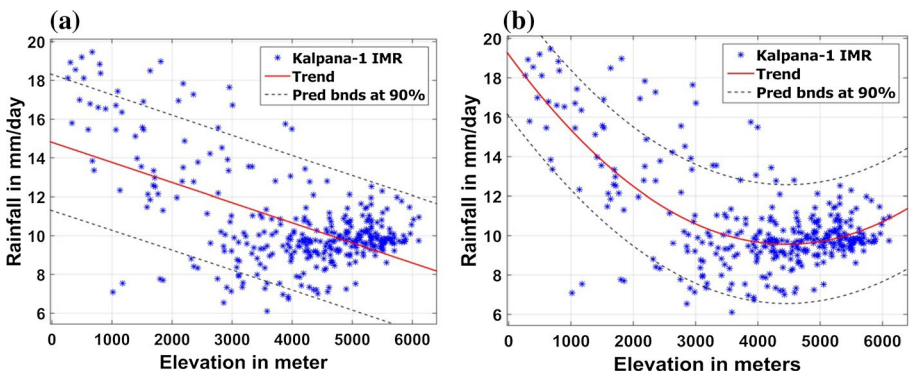 (a)
20
18
16
14
12
10
8
6
Rainfall in mm/day
0
1000
2000
3000
4000
5000
6000
Elevation in meter
Kalpana-1 IMR
Trend
Pred bnds at 90%
(b)
20
18
16
14
12
10
8
6
Rainfall in mm/day
0
1000
2000
3000
4000
5000
6000
Elevation in meters
Kalpana-1 IMR
Trend
Pred bnds at 90%